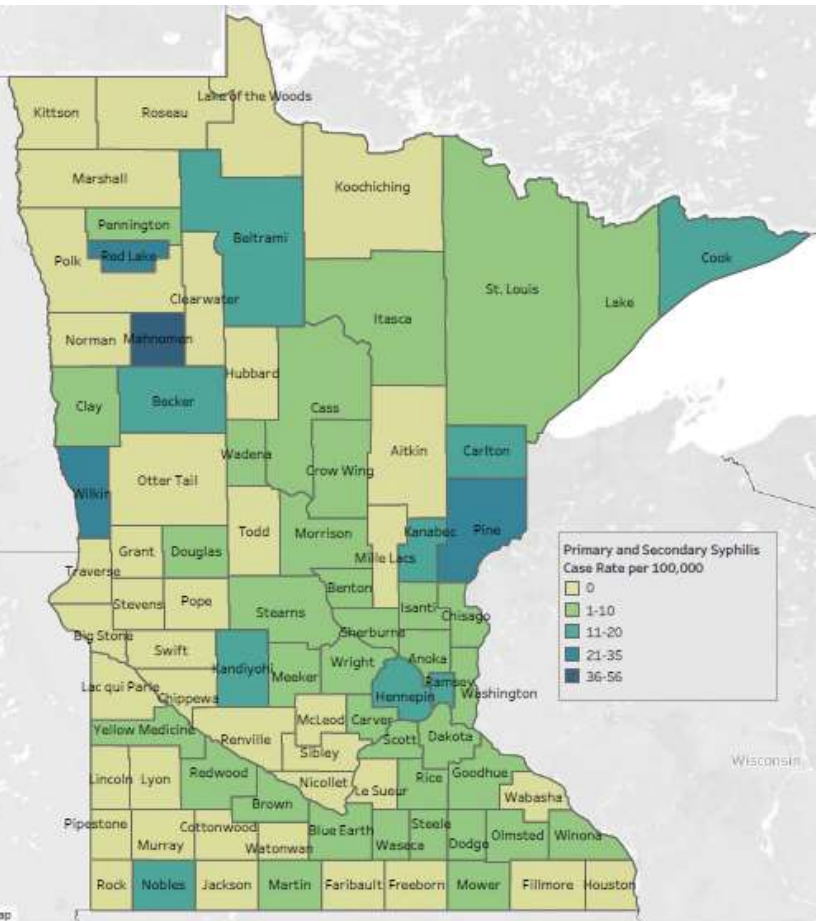 Lake of the Woods
Kittson
Roseau
Marshall
Koochiching
Pennington
Beltrami
Polk
Red Lake
Cook
Clearwater
St. Louis
Lake
Itasca
Norman
Mahnomen
Hubbard
Clay
Becker
Cass
Wadena
Aitkin
Carlton
Crow Wing
Otter Tail
Wilkin
Todd
Morrison
Kanabec
Pine
Grant
Douglas
Mille Lacs
Traverse
Benton
Stevens
Pope
Stearns
Isanti
Chisago
Big Stone
Sherburne
Swift
Kandiyohi
Meeker
Wright
Anoka
Ramsey
Lac qui Parle
Chippewa
Hennepin
Washington
McLeod
Carver
Yellow Medicine
Renville
Scott
Dakota
Sibley
Lincoln
Lyon
Redwood
Nicollet
Le Sueur
Rice
Goodhue
Brown
Wabasha
Pipestone
Murray
Cottonwood
Watonwan
Blue Earth
Waseca
Steele
Dodge
Olmsted
Winona
Rock
Nobles
Jackson
Martin
Faribault
Freeborn
Mower
Fillmore
Houston
Primary and Secondary Syphilis
Case Rate per 100,000
0
1-10
11-20
21-35
36-56
Wisconsin